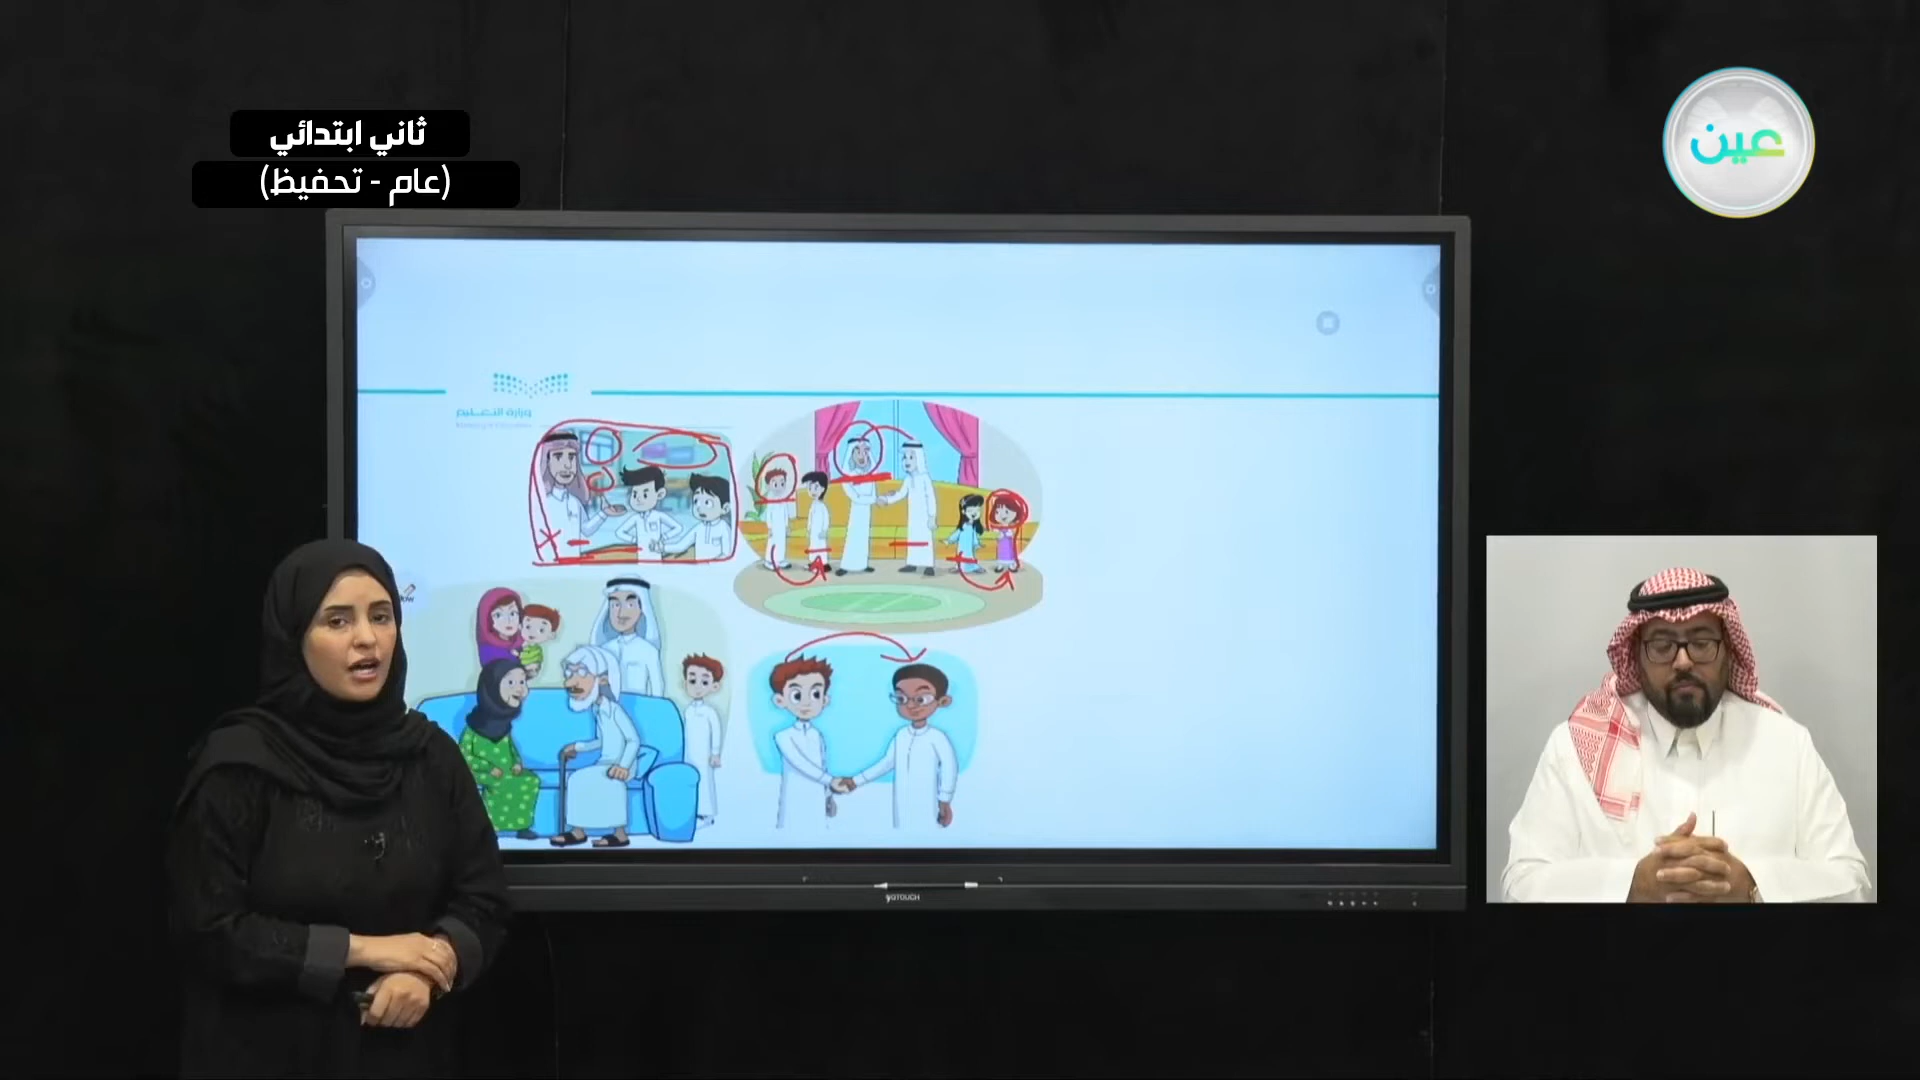 ثاني ابتدائي
(عام - تحفيظ)
عين
وزارة التعليم